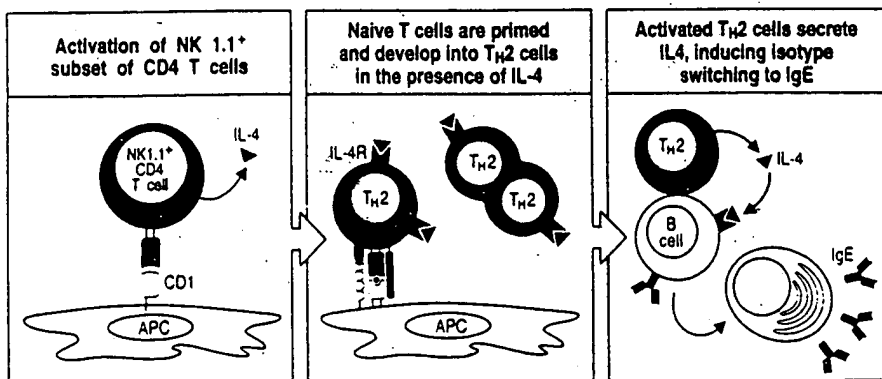 Activation of NK 1.1⁺
subset of CD4 T cells
Naive T cells are primed
and develop into TH2 cells
in the presence of IL-4
Activated TH2 cells secrete
IL4, inducing isotype
switching to IgE
NK1.1⁺
CD4
T cell
IL-4
CD1
APC
IL-4R
TH2
TH2
TH2
APC
TH2
IL-4
B
cell
IgE